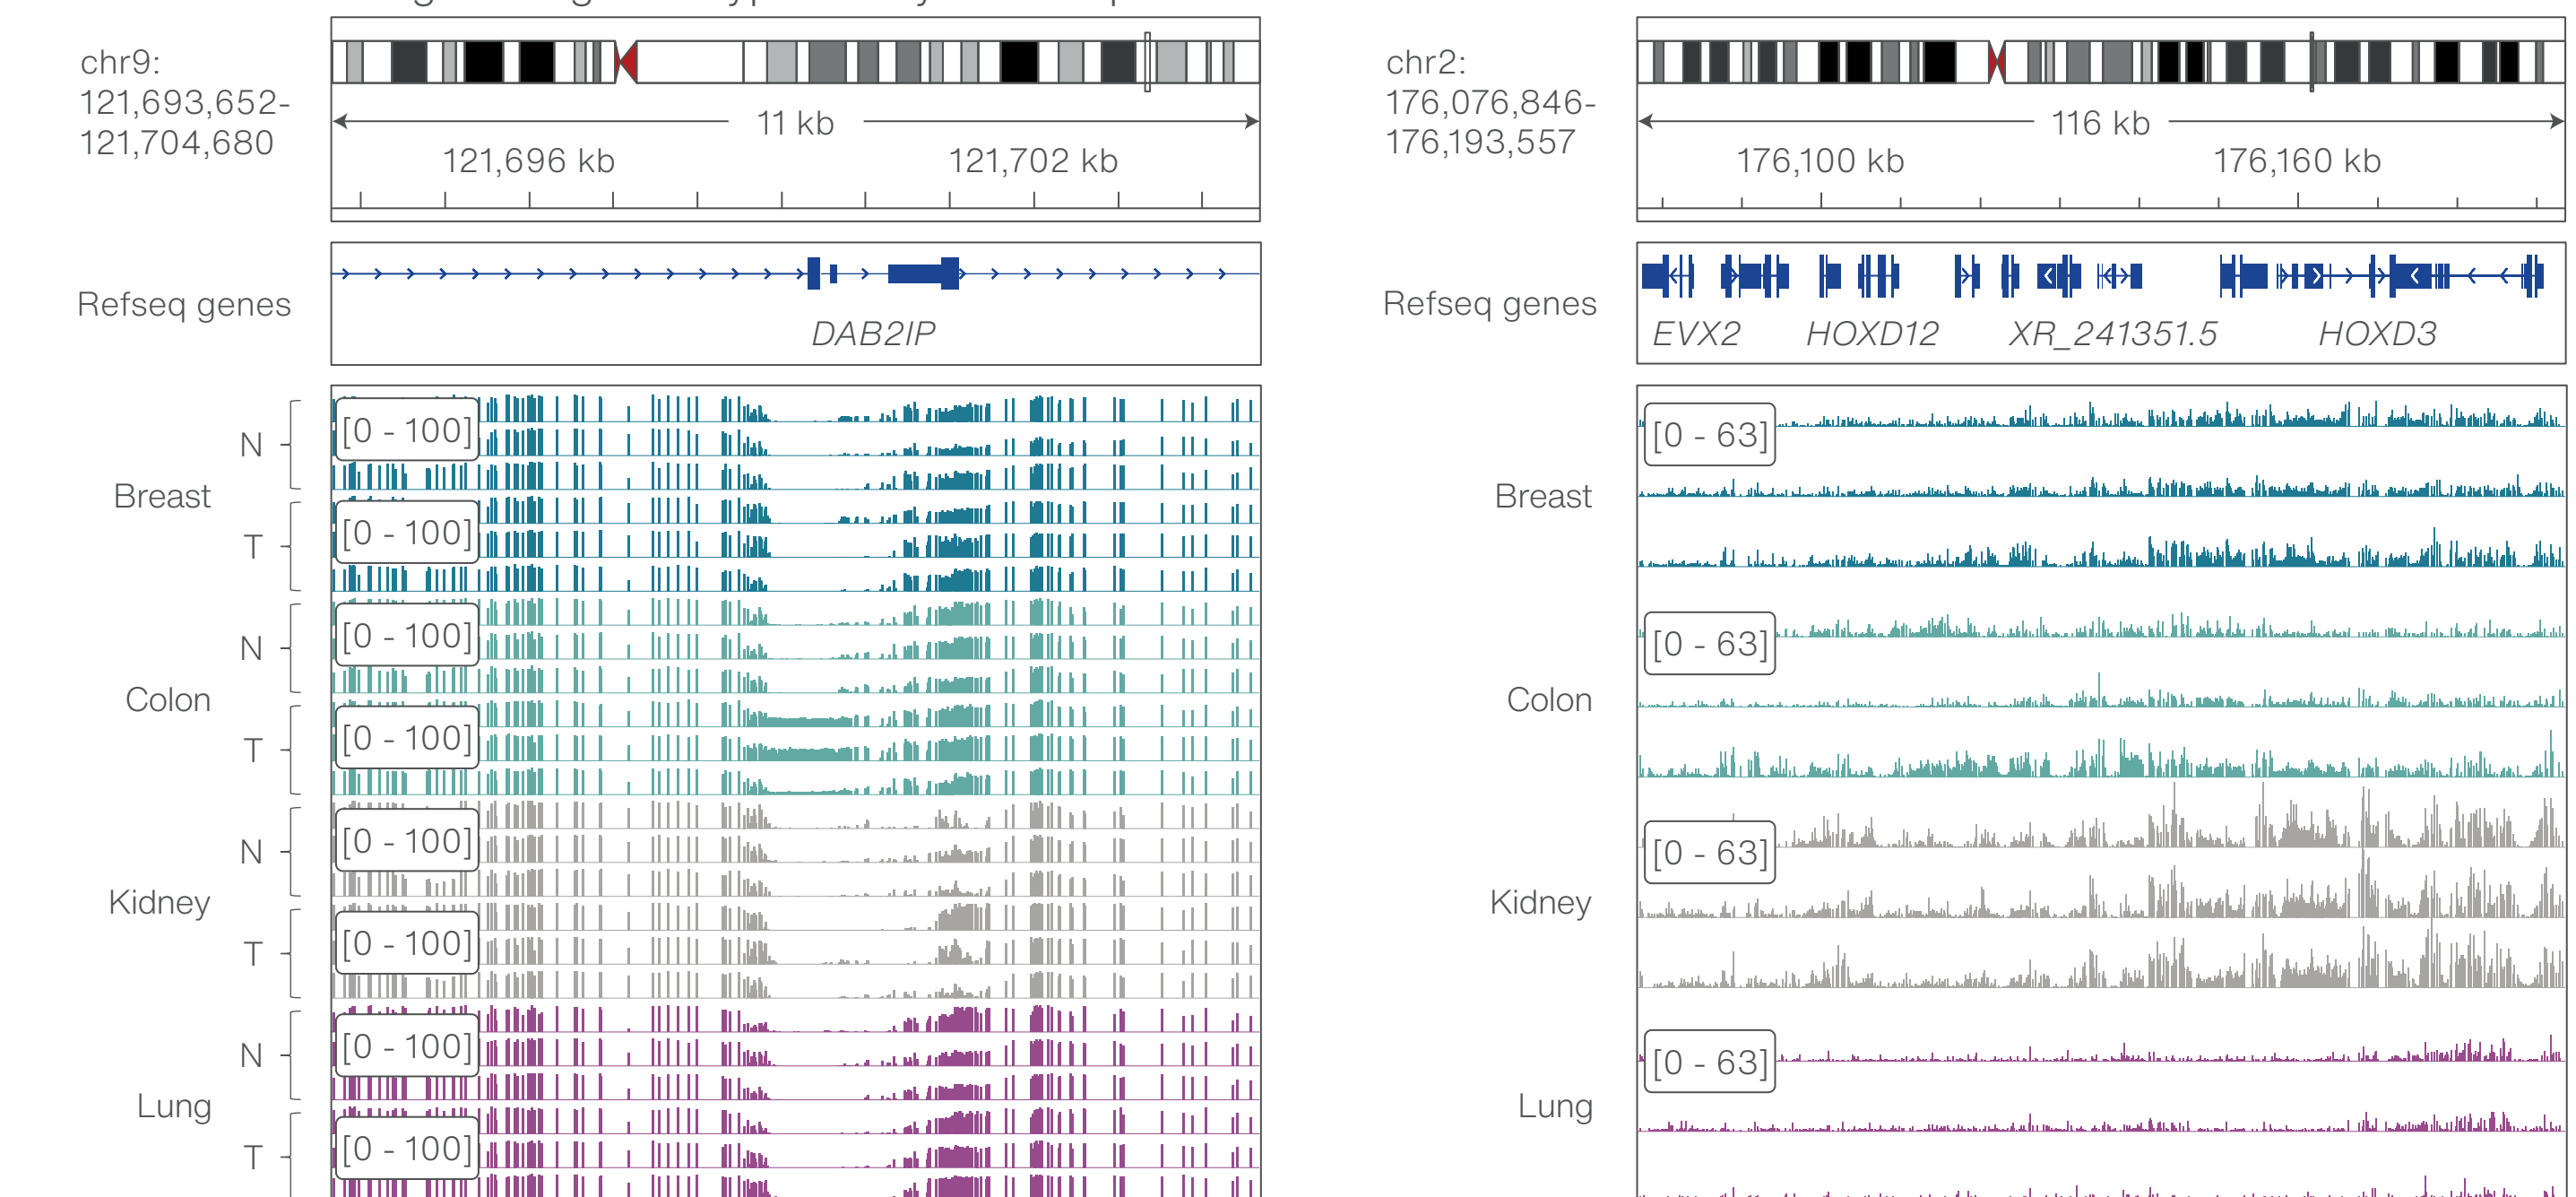 chr9:
121,693,652-
121,704,680
11 kb
121,696 kb
121,702 kb
Refseq genes
DAB2IP
Breast
N
[0 - 100]
T
[0 - 100]
Colon
N
[0 - 100]
T
[0 - 100]
Kidney
N
[0 - 100]
T
[0 - 100]
Lung
N
[0 - 100]
T
[0 - 100]
chr2:
176,076,846-
176,193,557
116 kb
176,100 kb
176,160 kb
Refseq genes
EVX2
HOXD12
XR_241351.5
HOXD3
Breast
[0 - 63]
Colon
[0 - 63]
Kidney
[0 - 63]
Lung
[0 - 63]